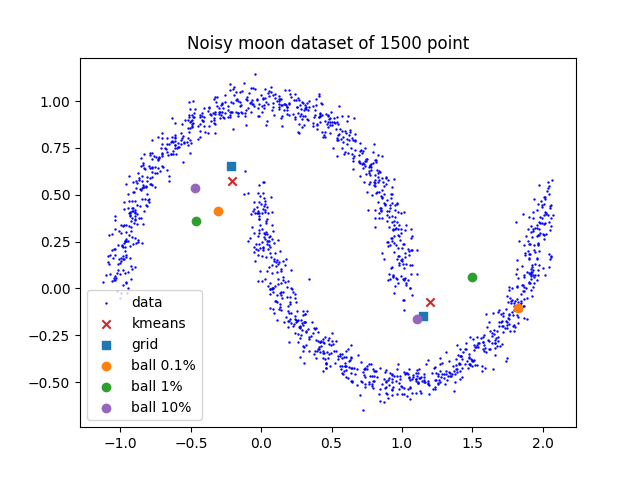 Noisy moon dataset of 1500 point
1.00
0.75
0.50
0.25
0.00
−0.25
−0.50
data
kmeans
grid
ball 0.1%
ball 1%
ball 10%
−1.0 −0.5 0.0 0.5 1.0 1.5 2.0